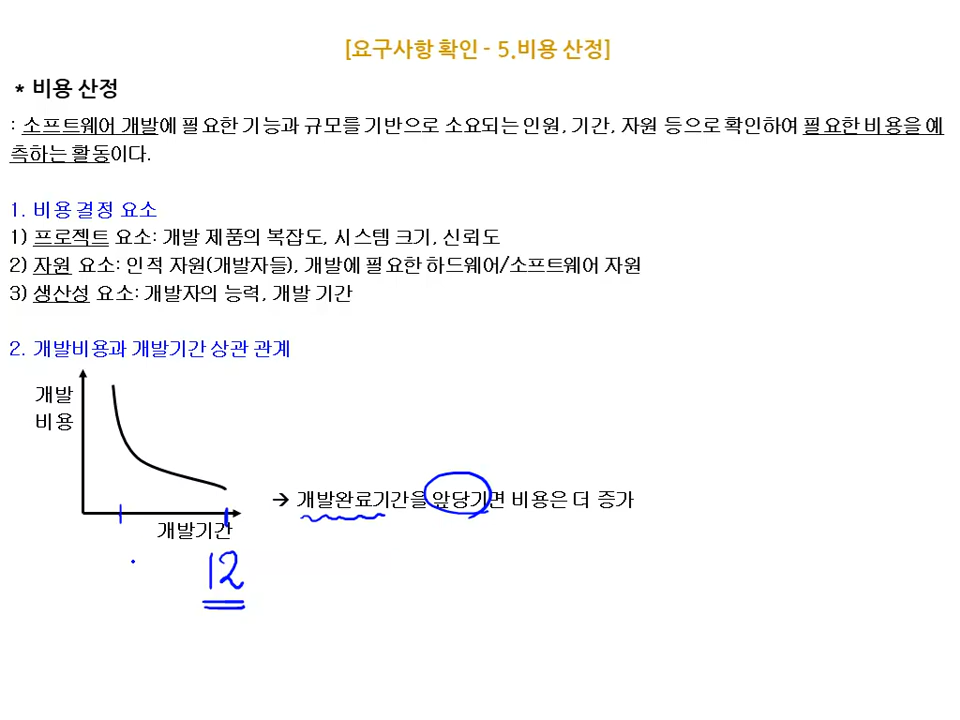 [요구사항 확인 - 5.비용 산정]
* 비용 산정
: 소프트웨어 개발에 필요한 기능과 규모를 기반으로 소요되는 인원, 기간, 자원 등으로 확인하여 필요한 비용을 예
측하는 활동이다.
1. 비용 결정 요소
1) 프로젝트 요소: 개발 제품의 복잡도, 시스템 크기, 신뢰도
2) 자원 요소: 인적 자원(개발자들), 개발에 필요한 하드웨어/소프트웨어 자원
3) 생산성 요소: 개발자의 능력, 개발 기간
2. 개발비용과 개발기간 상관 관계
개발
비용
→ 개발완료기간을 앞당기면 비용은 더 증가
개발기간
12